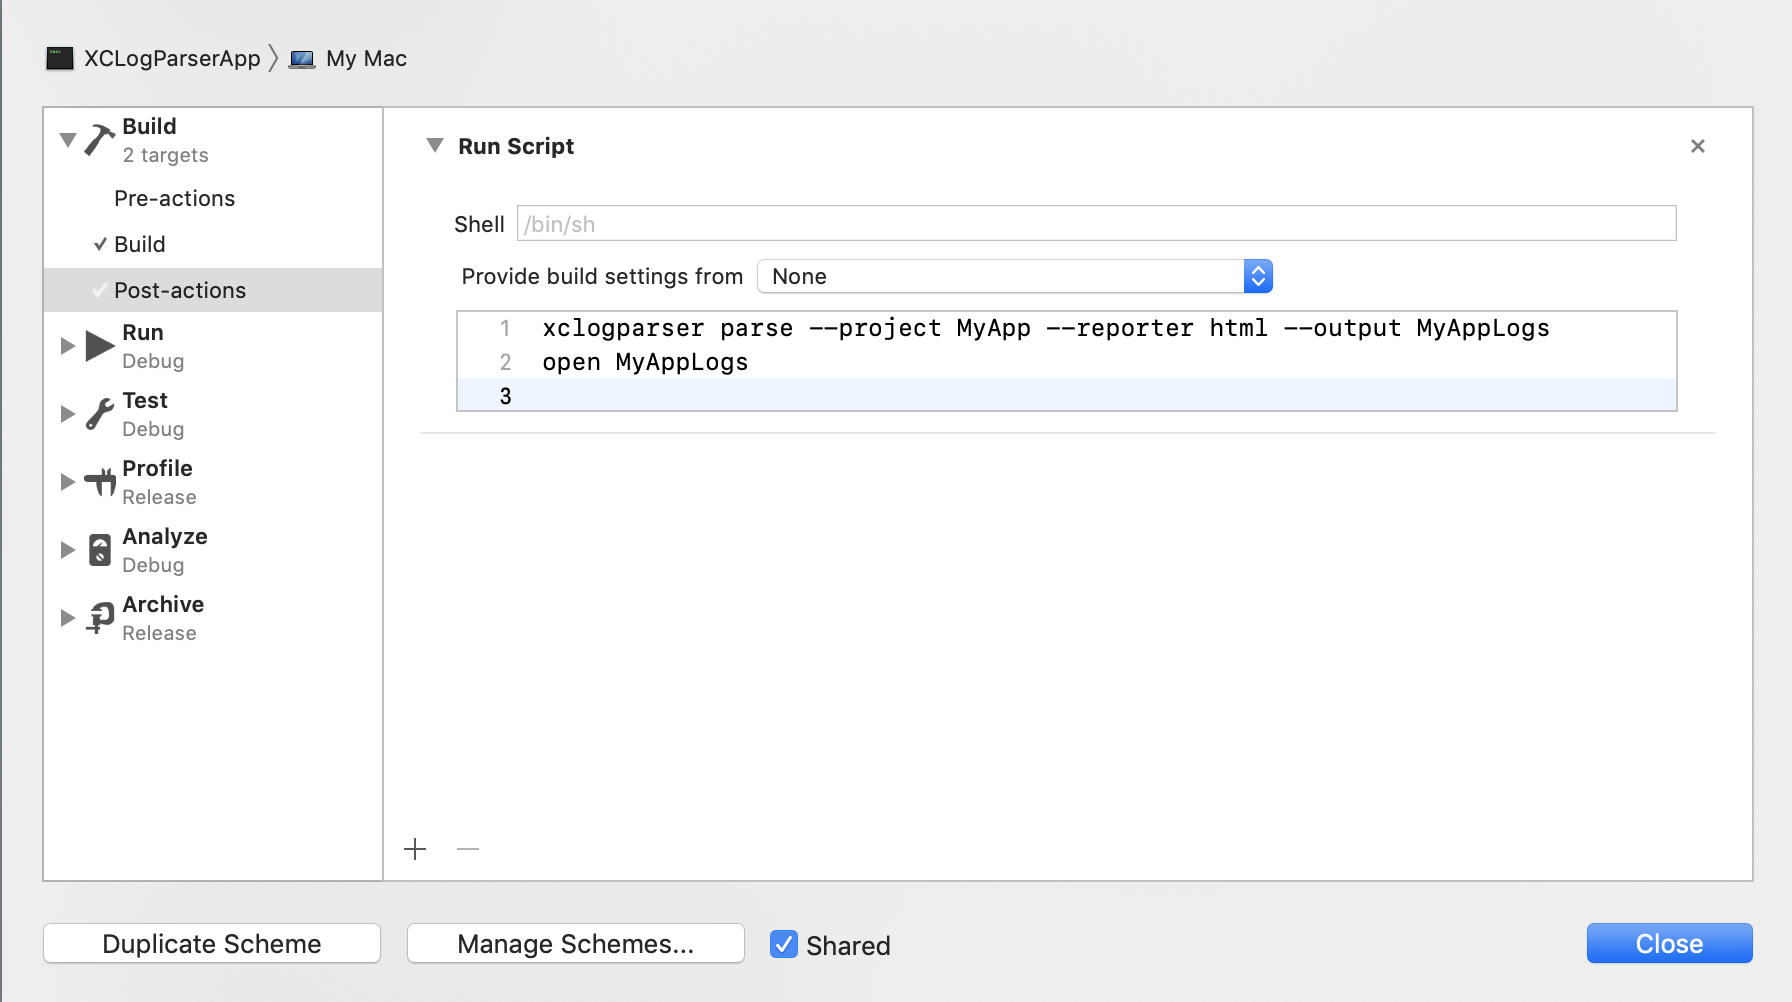 XCLogParserApp My Mac
Build
2 targets
Pre-actions
Build
Post-actions
Run
Debug
Test
Debug
Profile
Release
Analyze
Debug
Archive
Release
Run Script
Shell /bin/sh
Provide build settings from None
1 xclogparser parse --project MyApp --reporter html --output MyAppLogs
2 open MyAppLogs
3
Duplicate Scheme Manage Schemes... Shared Close